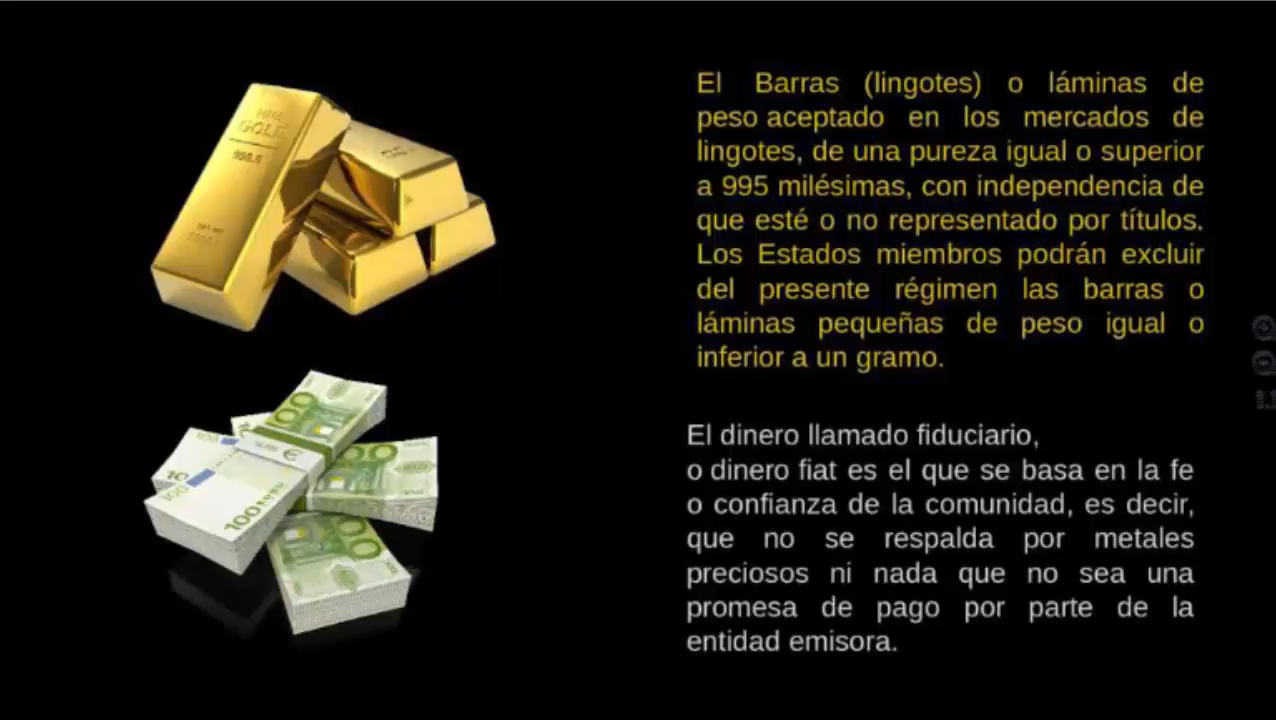 El Barras (lingotes) o láminas de
peso aceptado en los mercados de
lingotes, de una pureza igual o superior
a 995 milésimas, con independencia de
que esté o no representado por títulos.
Los Estados miembros podrán excluir
del presente régimen las barras o
láminas pequeñas de peso igual o
inferior a un gramo.
GOLD
El dinero llamado fiduciario,
o dinero fiat es el que se basa en la fe
o confianza de la comunidad, es decir,
que no se respalda por metales
preciosos ni nada que no sea una
promesa de pago por parte de la
entidad emisora.
100